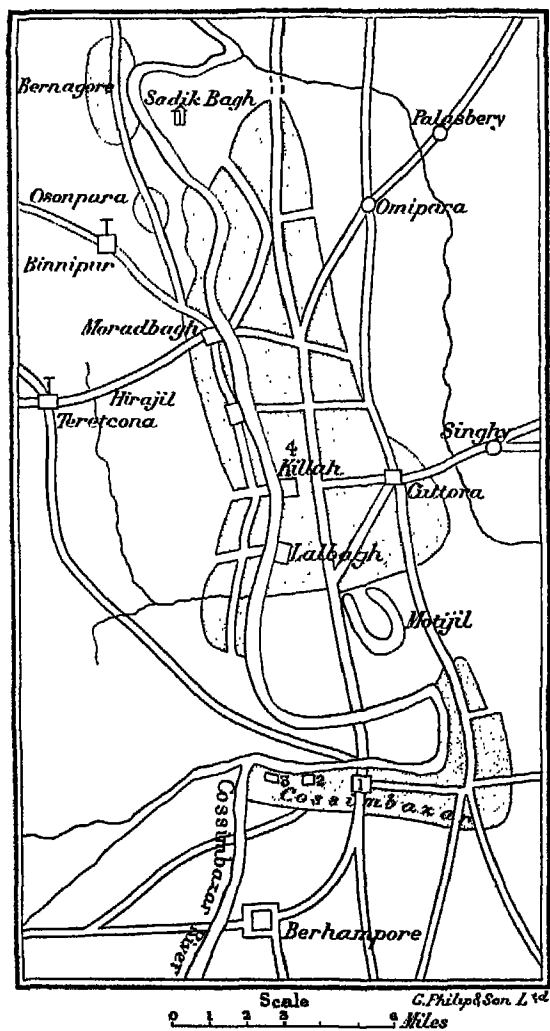 Bernagore
Sadik Bagh
Palasbery
Osonpura
Omipara
Binnipur
Moradbagh
Hirajil
Teretcona
Singhy
4
Killah
Cuttora
Lalbagh
Motijil
3 2 1
Cossimbazar
Cossimbazar River
Berhampore
Scale
G. Philip & Son Ltd
0 1 2 3 6 Miles